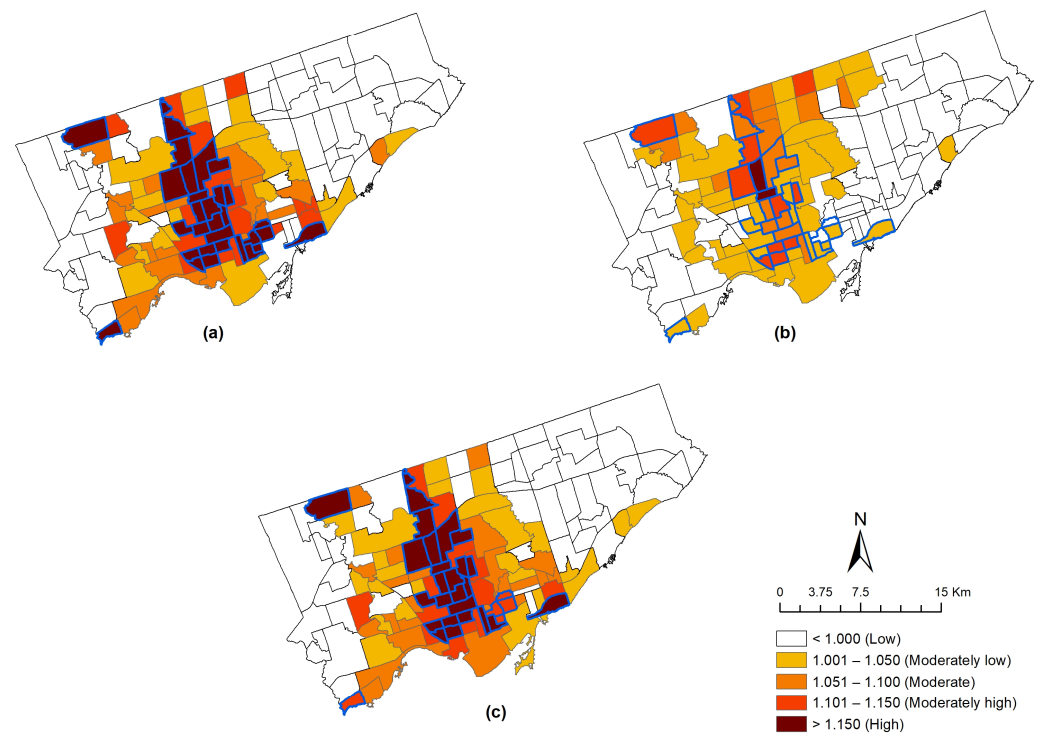 (a)
(b)
(c)
N
0 3.75 7.5 15 Km
< 1.000 (Low)
1.001 – 1.050 (Moderately low)
1.051 – 1.100 (Moderate)
1.101 – 1.150 (Moderately high)
> 1.150 (High)